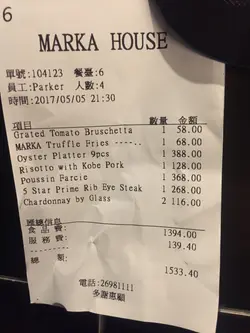 6
MARKA HOUSE
單號:104123 餐臺:6
員工:Parker 人數:4
時間:2017/05/05 21:30
項目 數量 金額
Grated Tomato Bruschetta 1 58.00
MARKA Truffle Fries ---- 1 68.00
Oyster Platter 9pcs 1 388.00
Risotto with Kobe Pork 1 128.00
Poussin Farcie 1 368.00
5 Star Prime Rib Eye Steak 1 268.00
Chardonnay by Glass 2 116.00
匯總信息
食品費: 1394.00
服務費: 139.40
總額: 1533.40
電話:26981111
多謝惠顧